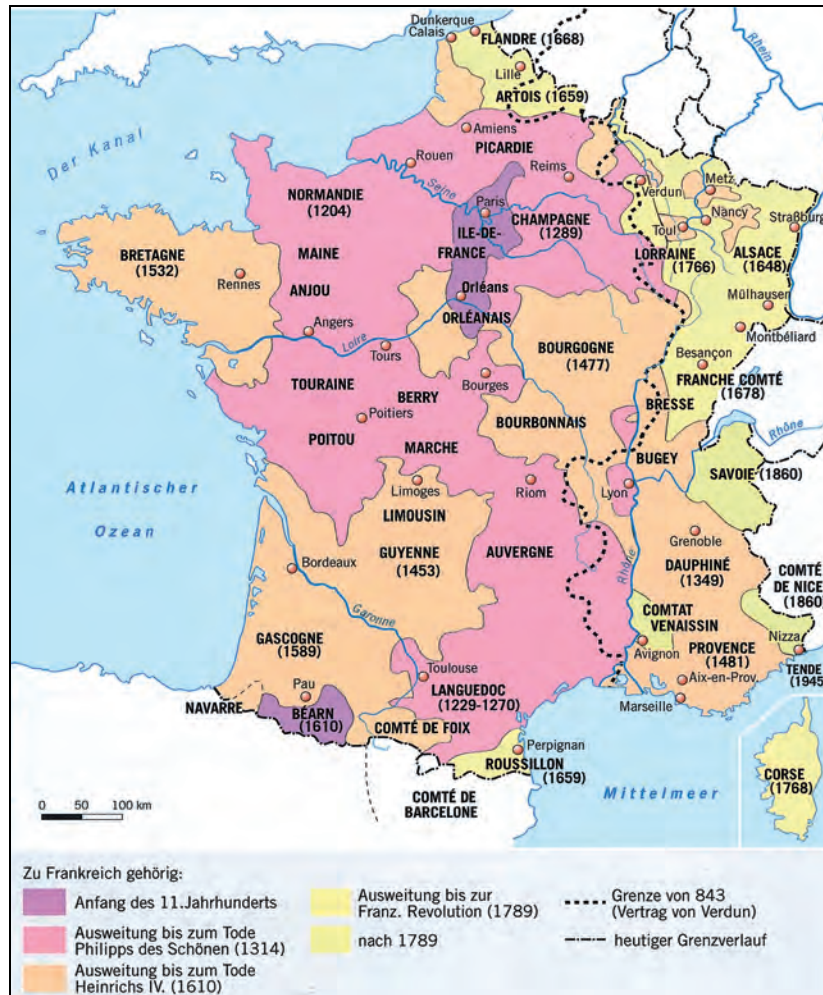 Dunkerque
Calais
FLANDRE (1668)
Lille
ARTOIS (1659)
Rhein
Der Kanal
Amiens
PICARDIE
Rouen
Reims
Seine
Verdun
Metz
NORMANDIE
(1204)
Paris
ILE-DE-
FRANCE
CHAMPAGNE
(1289)
Nancy
Toul
Straßburg
BRETAGNE
(1532)
Rennes
MAINE
ANJOU
LORRAINE
(1766)
ALSACE
(1648)
Orléans
ORLÉANAIS
Mülhausen
Angers
Loire
Tours
BOURGOGNE
(1477)
Montbéliard
Besançon
FRANCHE COMTÉ
(1678)
TOURAINE
BERRY
Bourges
BRESSE
Poitiers
POITOU
MARCHE
BOURBONNAIS
BUGEY
Rhône
SAVOIE (1860)
Atlantischer
Ozean
Limoges
LIMOUSIN
Riom
Lyon
GUYENNE
(1453)
AUVERGNE
Grenoble
DAUPHINÉ
(1349)
Rhône
COMTÉ
DE NICE
(1860)
Bordeaux
Garonne
COMTAT
VENAISSIN
GASCOGNE
(1589)
Avignon
PROVENCE
(1481)
Nizza
TENDE
(1945)
Toulouse
Aix-en-Prov.
Marseille
Pau
NAVARRE
BÉARN
(1610)
LANGUEDOC
(1229-1270)
COMTÉ DE FOIX
Perpignan
ROUSSILLON
(1659)
COMTÉ DE
BARCELONE
Mittelmeer
CORSE
(1768)
0 50 100 km
Zu Frankreich gehörig:
Anfang des 11.Jahrhunderts
Ausweitung bis zum Tode
Philipps des Schönen (1314)
Ausweitung bis zum Tode
Heinrichs IV. (1610)
Ausweitung bis zur
Franz. Revolution (1789)
nach 1789
Grenze von 843
(Vertrag von Verdun)
heutiger Grenzverlauf